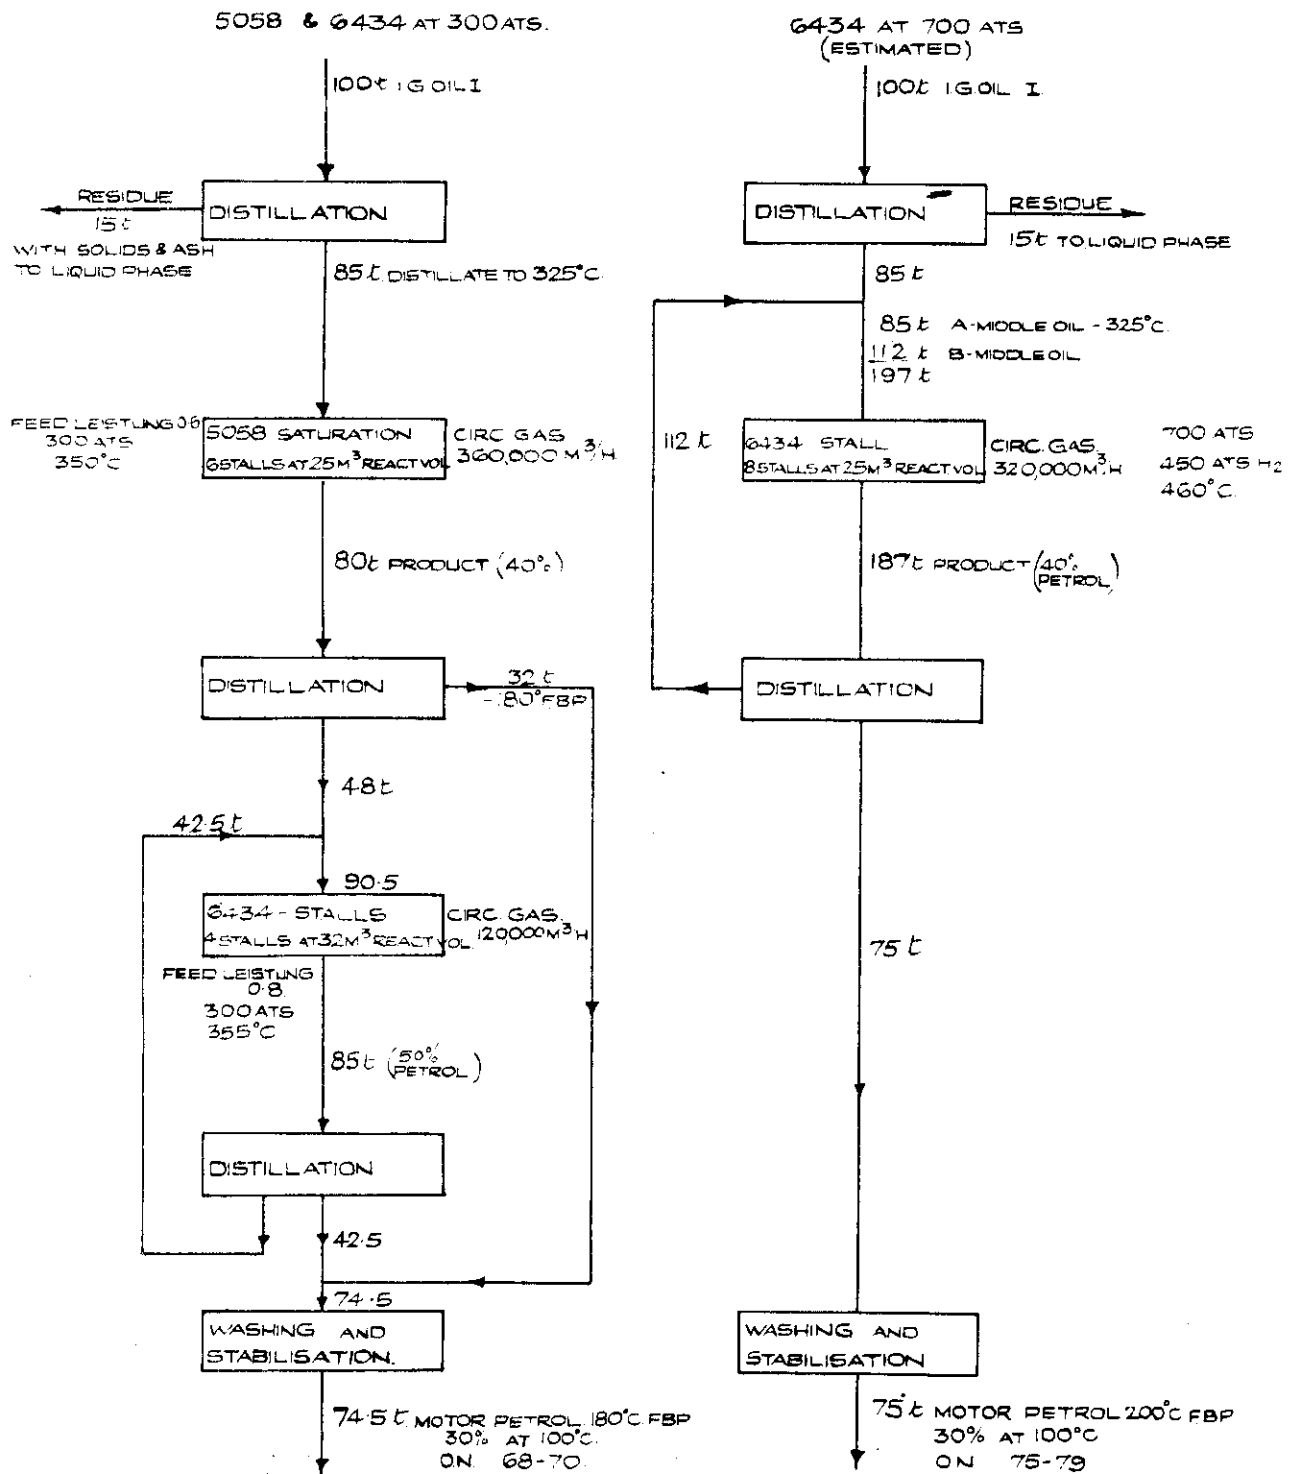 5058 & 6434 AT 300 ATS.
100t I.G OIL I
RESIDUE
15t
WITH SOLIDS & ASH
TO LIQUID PHASE
DISTILLATION
85t. DISTILLATE TO 325°C.
FEED LEISTUNG 0·6
300 ATS
350°C
5058 SATURATION
6 STALLS AT 25M³ REACT VOL
CIRC GAS
360,000 M³/H
80t PRODUCT (40%)
DISTILLATION
32t
-180° FBP
48t
42.5t
90·5
6434 - STALLS
4 STALLS AT 32M³ REACT VOL.
CIRC. GAS.
120,000 M³H
FEED LEISTUNG
0·8.
300 ATS
355°C
85t (50% PETROL)
DISTILLATION
42·5
74·5
WASHING AND
STABILISATION.
74·5t. MOTOR PETROL. 180°C. FBP
30% AT 100°C.
O.N. 68-70.
6434 AT 700 ATS
(ESTIMATED)
100t I.G. OIL I.
DISTILLATION
RESIDUE
15t TO LIQUID PHASE
85t
85t A-MIDDLE OIL - 325°C.
112t B-MIDDLE OIL
197t
112t
6434 STALL
8 STALLS AT 25M³ REACT VOL
CIRC. GAS.
320,000 M³/H
700 ATS
450 ATS H₂
460°C.
187t PRODUCT (40% PETROL)
DISTILLATION
75t
WASHING AND
STABILISATION
75t MOTOR PETROL 200°C FBP
30% AT 100°C
O N 75-79